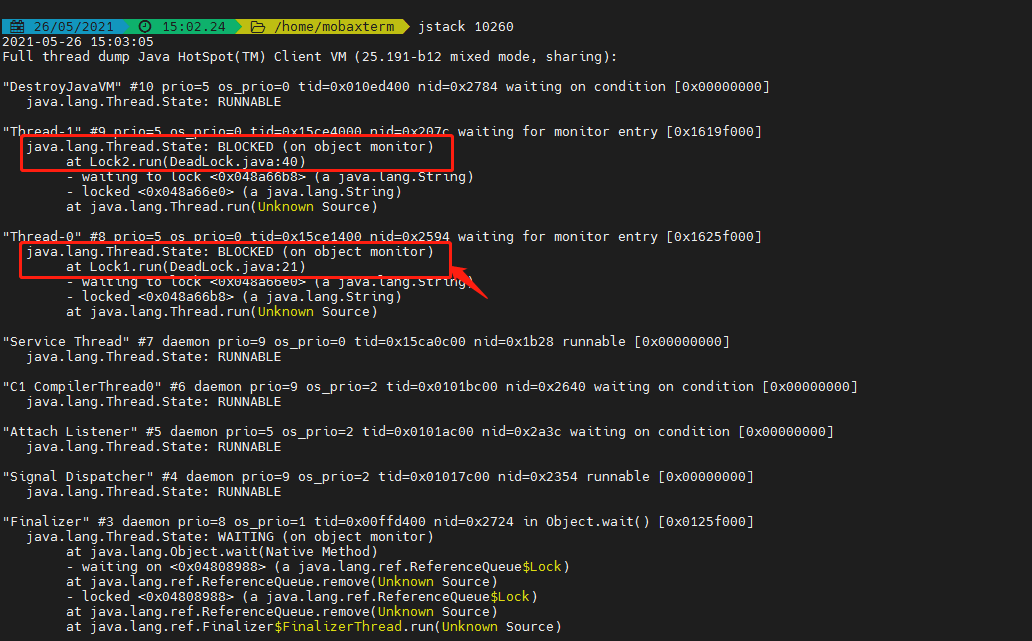 26/05/2021 15:02.24 /home/mobaxterm jstack 10260
2021-05-26 15:03:05
Full thread dump Java HotSpot(TM) Client VM (25.191-b12 mixed mode, sharing):
"DestroyJavaVM" #10 prio=5 os_prio=0 tid=0x010ed400 nid=0x2784 waiting on condition [0x00000000]
java.lang.Thread.State: RUNNABLE
"Thread-1" #9 prio=5 os_prio=0 tid=0x15ce4000 nid=0x207c waiting for monitor entry [0x1619f000]
java.lang.Thread.State: BLOCKED (on object monitor)
at Lock2.run(DeadLock.java:40)
- waiting to lock <0x048a66b8> (a java.lang.String)
- locked <0x048a66e0> (a java.lang.String)
at java.lang.Thread.run(Unknown Source)
"Thread-0" #8 prio=5 os_prio=0 tid=0x15ce1400 nid=0x2594 waiting for monitor entry [0x1625f000]
java.lang.Thread.State: BLOCKED (on object monitor)
at Lock1.run(DeadLock.java:21)
- waiting to lock <0x048a66e0> (a java.lang.String)
- locked <0x048a66b8> (a java.lang.String)
at java.lang.Thread.run(Unknown Source)
"Service Thread" #7 daemon prio=9 os_prio=0 tid=0x15ca0c00 nid=0x1b28 runnable [0x00000000]
java.lang.Thread.State: RUNNABLE
"C1 CompilerThread0" #6 daemon prio=9 os_prio=2 tid=0x0101bc00 nid=0x2640 waiting on condition [0x00000000]
java.lang.Thread.State: RUNNABLE
"Attach Listener" #5 daemon prio=5 os_prio=2 tid=0x0101ac00 nid=0x2a3c waiting on condition [0x00000000]
java.lang.Thread.State: RUNNABLE
"Signal Dispatcher" #4 daemon prio=9 os_prio=2 tid=0x01017c00 nid=0x2354 runnable [0x00000000]
java.lang.Thread.State: RUNNABLE
"Finalizer" #3 daemon prio=8 os_prio=1 tid=0x00ffd400 nid=0x2724 in Object.wait() [0x0125f000]
java.lang.Thread.State: WAITING (on object monitor)
at java.lang.Object.wait(Native Method)
- waiting on <0x04808988> (a java.lang.ref.ReferenceQueue$Lock)
at java.lang.ref.ReferenceQueue.remove(Unknown Source)
- locked <0x04808988> (a java.lang.ref.ReferenceQueue$Lock)
at java.lang.ref.ReferenceQueue.remove(Unknown Source)
at java.lang.ref.Finalizer$FinalizerThread.run(Unknown Source)